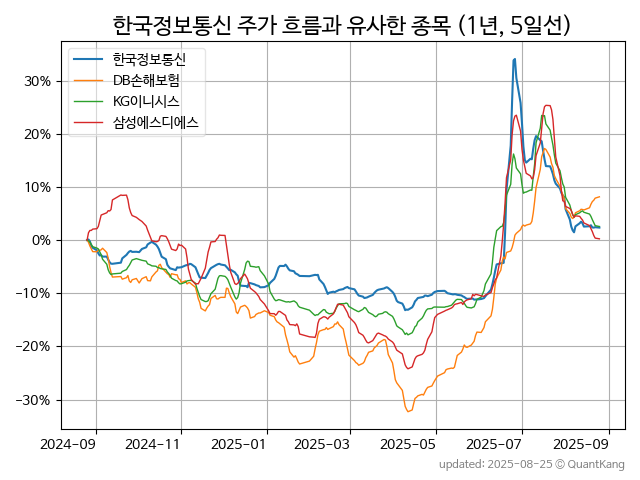 한국정보통신 주가 흐름과 유사한 종목 (1년, 5일선)
한국정보통신
DB손해보험
KG이니시스
삼성에스디에스
30%
20%
10%
0%
−10%
−20%
−30%
2024−09
2024−11
2025−01
2025−03
2025−05
2025−07
2025−09
updated: 2025-08-25 © QuantKang